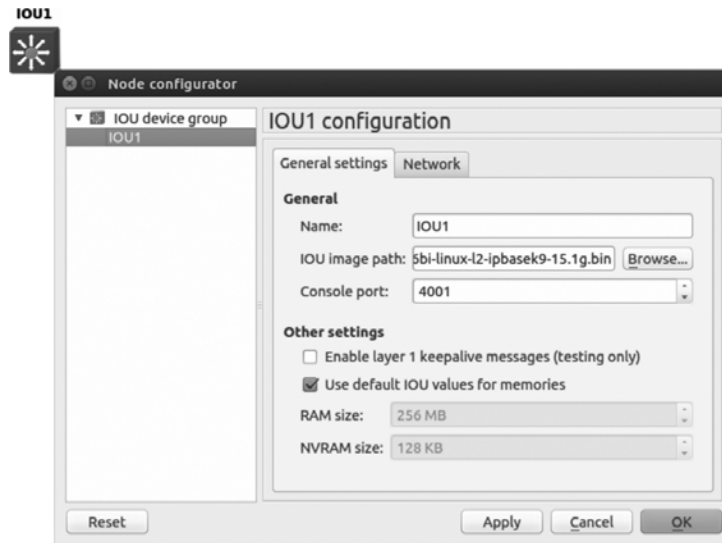 IOU1
Node configurator
IOU device group
IOU1
IOU1 configuration
General settings
Network
General
Name: IOU1
IOU image path: 5bi-linux-l2-ipbasek9-15.1g.bin Browse...
Console port: 4001
Other settings
Enable layer 1 keepalive messages (testing only)
Use default IOU values for memories
RAM size: 256 MB
NVRAM size: 128 KB
Reset Apply Cancel OK